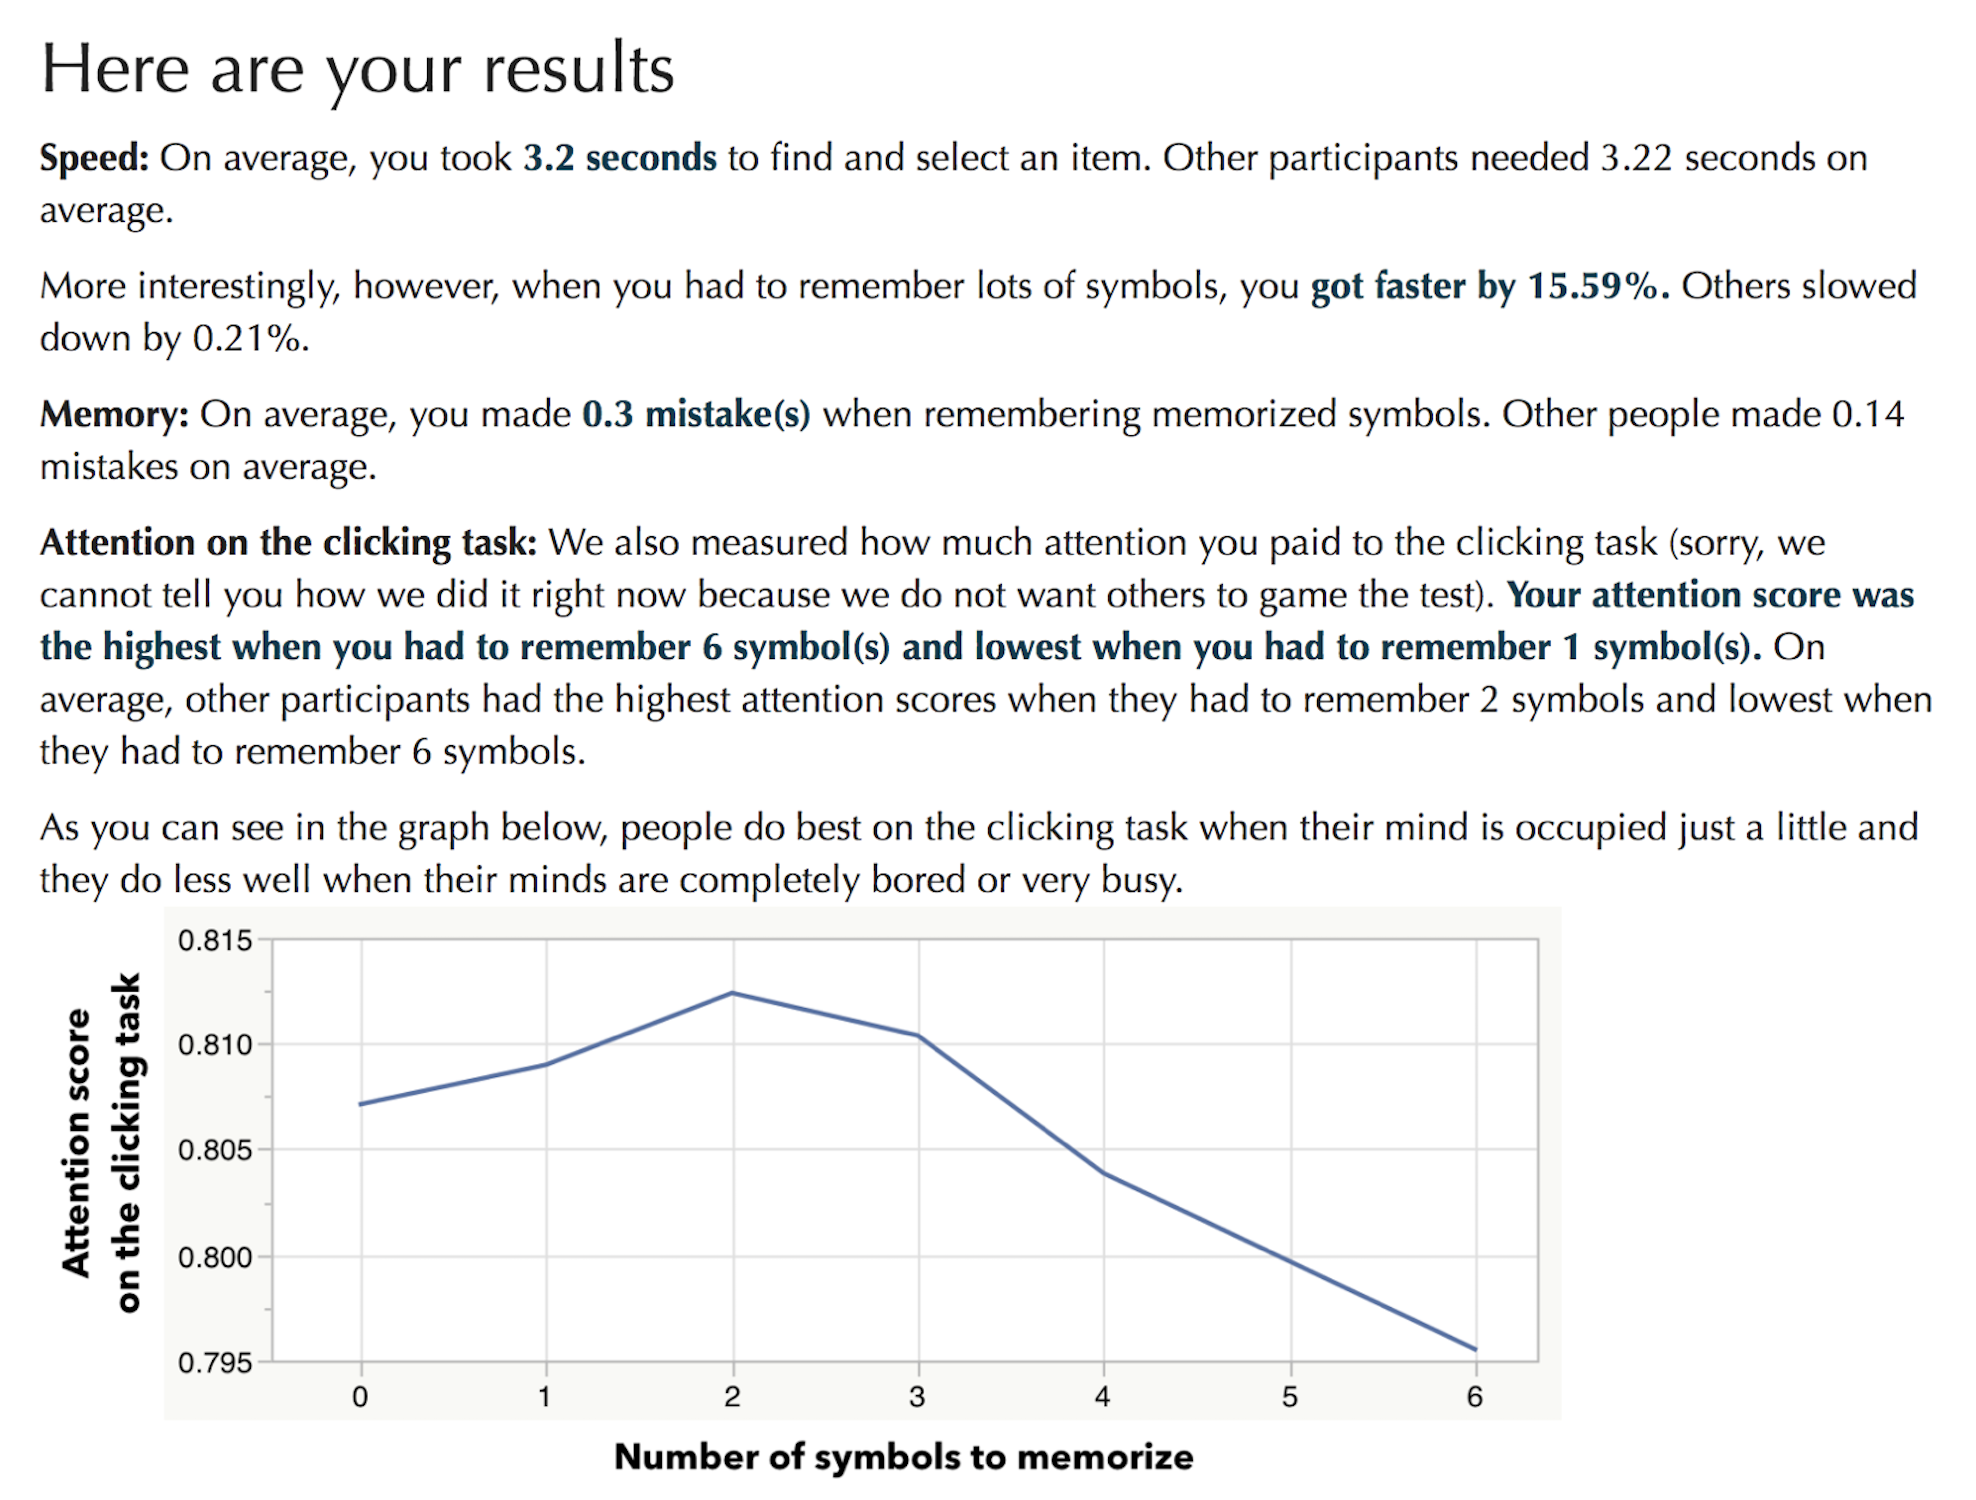 Here are your results
Speed: On average, you took 3.2 seconds to find and select an item. Other participants needed 3.22 seconds on
average.
More interestingly, however, when you had to remember lots of symbols, you got faster by 15.59%. Others slowed
down by 0.21%.
Memory: On average, you made 0.3 mistake(s) when remembering memorized symbols. Other people made 0.14
mistakes on average.
Attention on the clicking task: We also measured how much attention you paid to the clicking task (sorry, we
cannot tell you how we did it right now because we do not want others to game the test). Your attention score was
the highest when you had to remember 6 symbol(s) and lowest when you had to remember 1 symbol(s). On
average, other participants had the highest attention scores when they had to remember 2 symbols and lowest when
they had to remember 6 symbols.
As you can see in the graph below, people do best on the clicking task when their mind is occupied just a little and
they do less well when their minds are completely bored or very busy.
Attention score
on the clicking task
0.815
0.810
0.805
0.800
0.795
0 1 2 3 4 5 6
Number of symbols to memorize